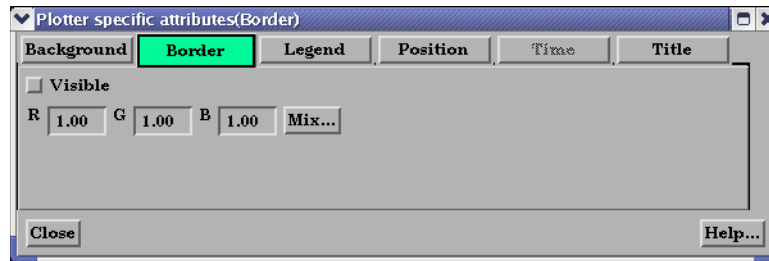 Plotter specific attributes(Border)
Background Border Legend Position Time Title
Visible
R 1.00 G 1.00 B 1.00 Mix...
Close Help...